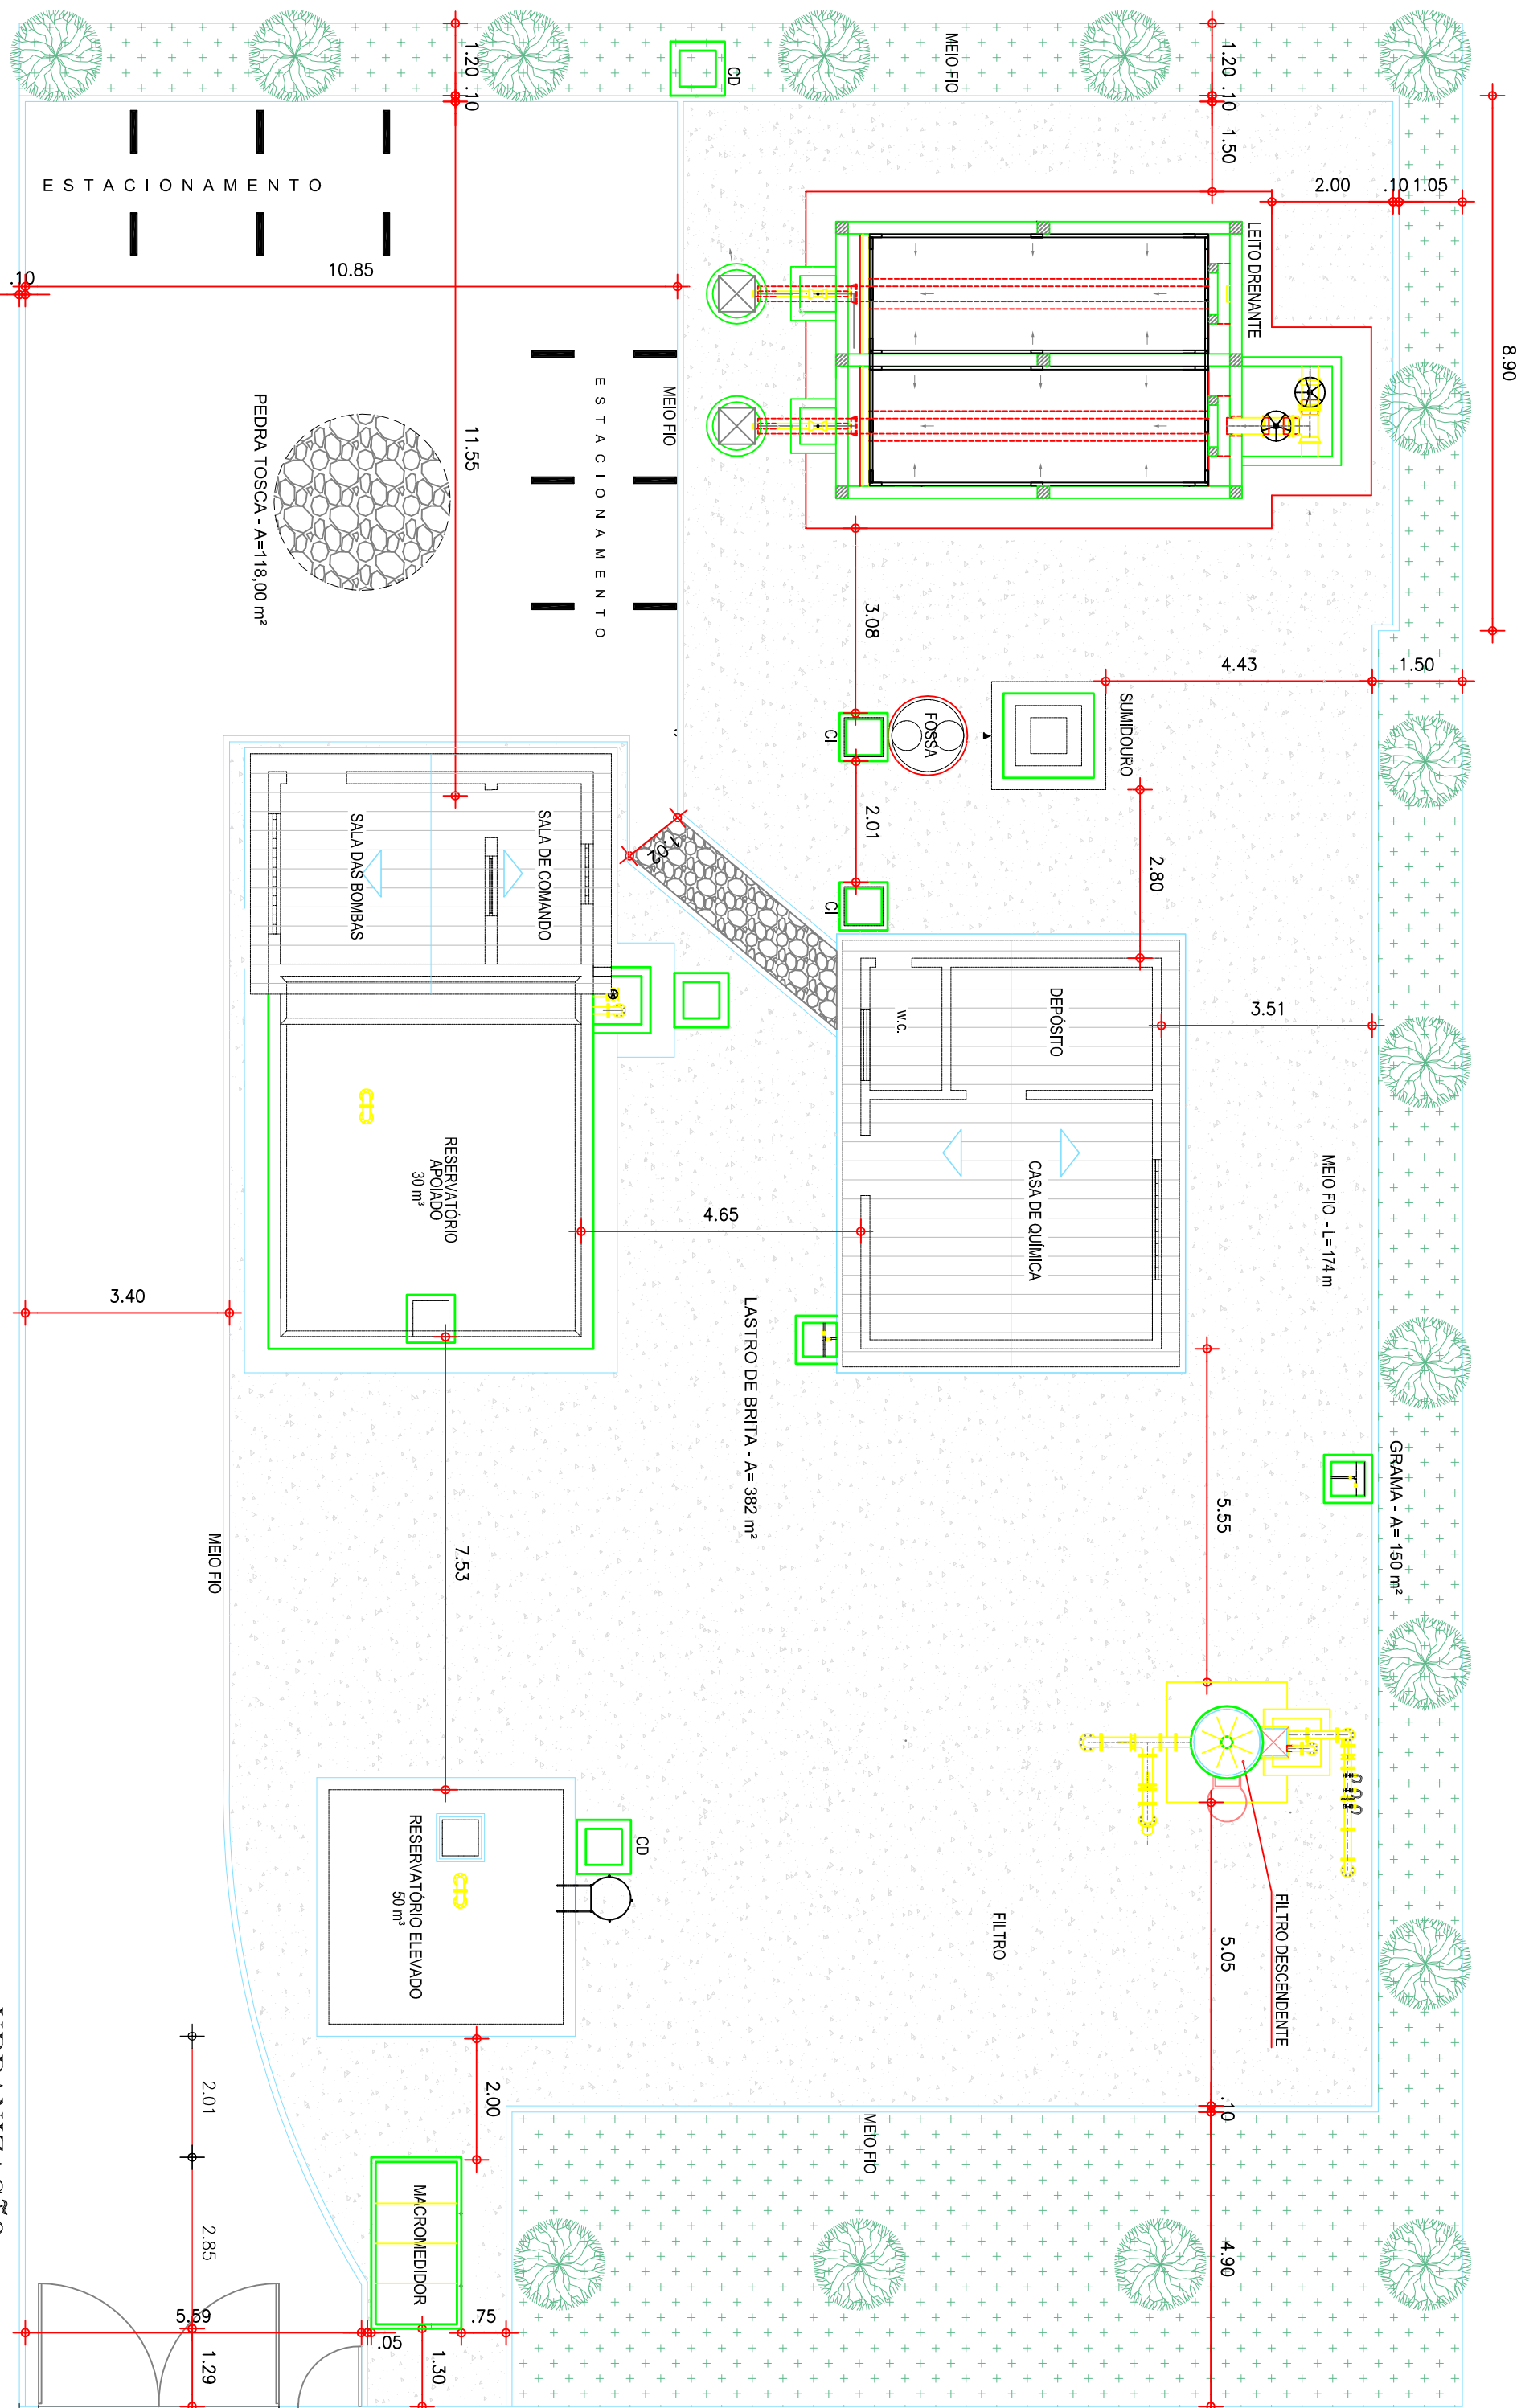 1.20
.10
CD
MEIO FIO
1.20
.10
1.50
8.90
2.00
.10
1.05
ESTACIONAMENTO
LEITO DRENANTE
.10
10.85
11.55
MEIO FIO
ESTACIONAMENTO
PEDRA TOSCA - A=118,00 m²
3.08
4.43
1.50
SUMIDOURO
FOSSA
CI
2.01
2.80
CI
1.02
SALA DE COMANDO
SALA DAS BOMBAS
DEPÓSITO
W.C.
3.51
MEIO FIO - L= 174 m
CASA DE QUÍMICA
RESERVATÓRIO
APOIADO
30 m³
4.65
3.40
LASTRO DE BRITA - A= 382 m²
GRAMA - A= 150 m²
5.55
7.53
MEIO FIO
RESERVATÓRIO ELEVADO
50 m³
CD
FILTRO
FILTRO DESCENDENTE
5.05
2.01
2.00
.10
MEIO FIO
2.85
MACROMEDIDOR
4.90
5.59
.05
.75
1.29
1.30